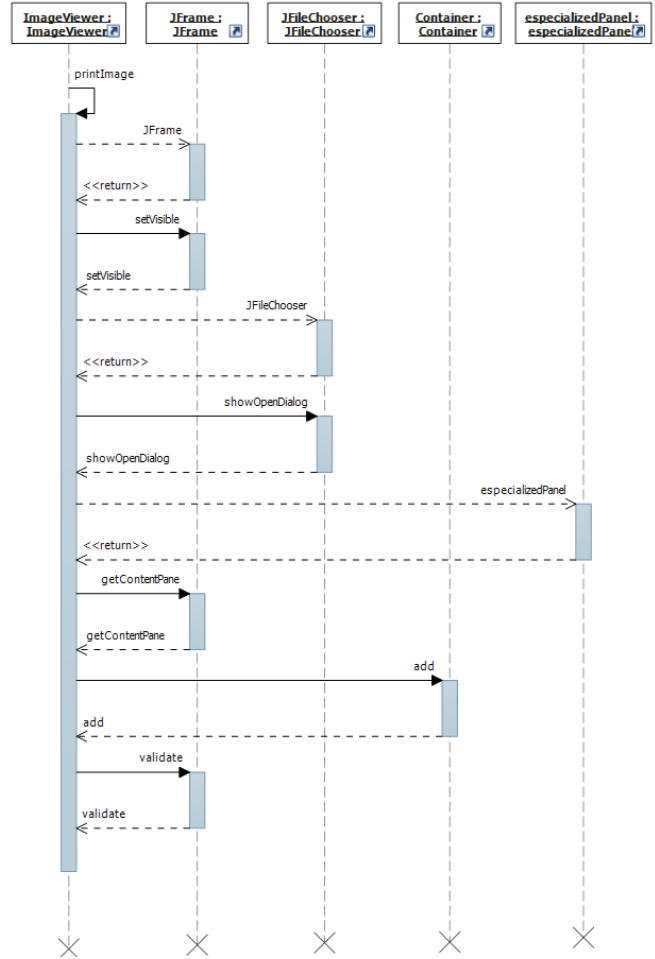 ImageViewer :
ImageViewer
JFrame :
JFrame
JFileChooser :
JFileChooser
Container :
Container
especializedPanel :
especializedPanel
printImage
JFrame
<<return>>
setVisible
setVisible
JFileChooser
<<return>>
showOpenDialog
showOpenDialog
especializedPanel
<<return>>
getContentPane
getContentPane
add
add
validate
validate